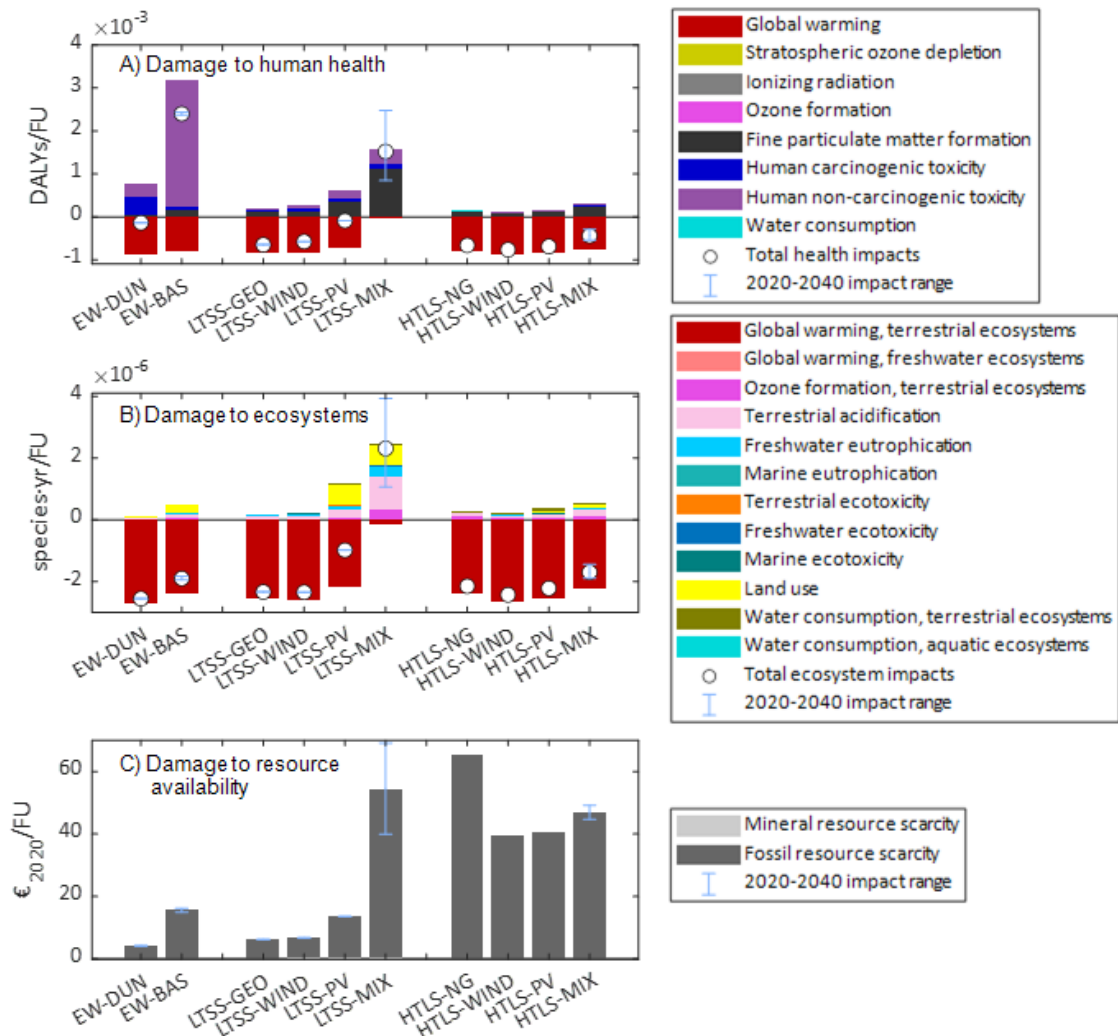 ×10⁻³
4
3
2
1
0
-1
DALYs/FU
A) Damage to human health
EW-DUN
EW-BAS
LTSS-GEO
LTSS-WIND
LTSS-PV
LTSS-MIX
HTLS-NG
HTLS-WIND
HTLS-PV
HTLS-MIX
Global warming
Stratospheric ozone depletion
Ionizing radiation
Ozone formation
Fine particulate matter formation
Human carcinogenic toxicity
Human non-carcinogenic toxicity
Water consumption
Total health impacts
2020-2040 impact range
×10⁻⁶
4
2
0
-2
species·yr/FU
B) Damage to ecosystems
EW-DUN
EW-BAS
LTSS-GEO
LTSS-WIND
LTSS-PV
LTSS-MIX
HTLS-NG
HTLS-WIND
HTLS-PV
HTLS-MIX
Global warming, terrestrial ecosystems
Global warming, freshwater ecosystems
Ozone formation, terrestrial ecosystems
Terrestrial acidification
Freshwater eutrophication
Marine eutrophication
Terrestrial ecotoxicity
Freshwater ecotoxicity
Marine ecotoxicity
Land use
Water consumption, terrestrial ecosystems
Water consumption, aquatic ecosystems
Total ecosystem impacts
2020-2040 impact range
60
40
20
0
€2020/FU
C) Damage to resource
availability
EW-DUN
EW-BAS
LTSS-GEO
LTSS-WIND
LTSS-PV
LTSS-MIX
HTLS-NG
HTLS-WIND
HTLS-PV
HTLS-MIX
Mineral resource scarcity
Fossil resource scarcity
2020-2040 impact range